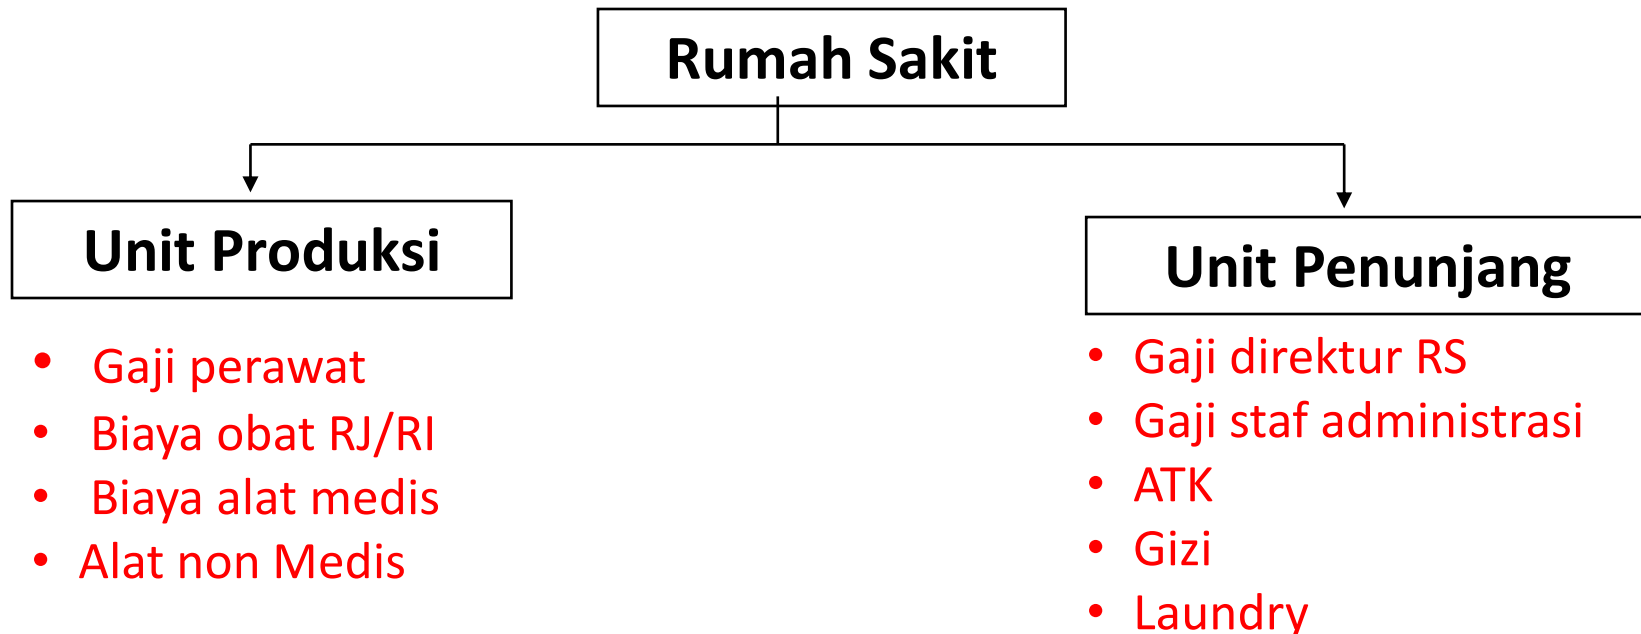 Rumah Sakit
Unit Produksi
• Gaji perawat
• Biaya obat RJ/RI
• Biaya alat medis
• Alat non Medis
Unit Penunjang
• Gaji direktur RS
• Gaji staf administrasi
• ATK
• Gizi
• Laundry